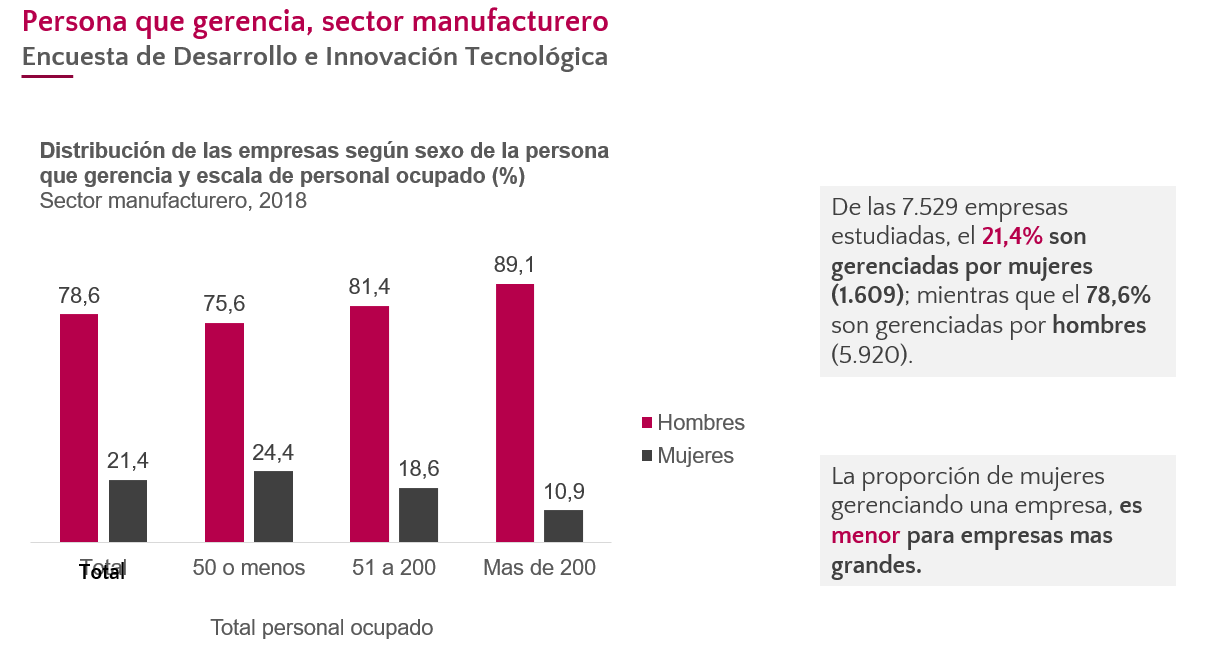 Persona que gerencia, sector manufacturero
Encuesta de Desarrollo e Innovación Tecnológica
Distribución de las empresas según sexo de la persona
que gerencia y escala de personal ocupado (%)
Sector manufacturero, 2018
78,6
21,4
75,6
24,4
81,4
18,6
89,1
10,9
Total
Total
50 o menos
51 a 200
Mas de 200
Total personal ocupado
Hombres
Mujeres
De las 7.529 empresas
estudiadas, el 21,4% son
gerenciadas por mujeres
(1.609); mientras que el 78,6%
son gerenciadas por hombres
(5.920).
La proporción de mujeres
gerenciando una empresa, es
menor para empresas mas
grandes.